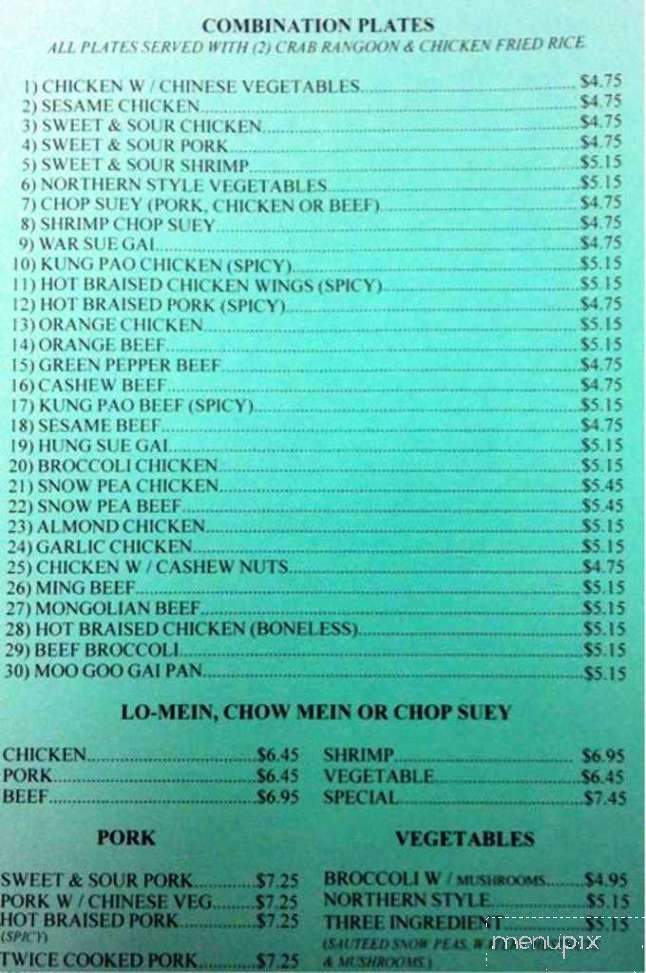 COMBINATION PLATES
ALL PLATES SERVED WITH (2) CRAB RANGOON & CHICKEN FRIED RICE
1) CHICKEN W / CHINESE VEGETABLES.......... $4.75
2) SESAME CHICKEN.......... $4.75
3) SWEET & SOUR CHICKEN.......... $4.75
4) SWEET & SOUR PORK.......... $4.75
5) SWEET & SOUR SHRIMP.......... $5.15
6) NORTHERN STYLE VEGETABLES.......... $5.15
7) CHOP SUEY (PORK, CHICKEN OR BEEF).......... $4.75
8) SHRIMP CHOP SUEY.......... $4.75
9) WAR SUE GAI.......... $4.75
10) KUNG PAO CHICKEN (SPICY).......... $5.15
11) HOT BRAISED CHICKEN WINGS (SPICY).......... $5.15
12) HOT BRAISED PORK (SPICY).......... $4.75
13) ORANGE CHICKEN.......... $5.15
14) ORANGE BEEF.......... $5.15
15) GREEN PEPPER BEEF.......... $4.75
16) CASHEW BEEF.......... $4.75
17) KUNG PAO BEEF (SPICY).......... $5.15
18) SESAME BEEF.......... $4.75
19) HUNG SUE GAI.......... $5.15
20) BROCCOLI CHICKEN.......... $5.15
21) SNOW PEA CHICKEN.......... $5.45
22) SNOW PEA BEEF.......... $5.45
23) ALMOND CHICKEN.......... $5.15
24) GARLIC CHICKEN.......... $5.15
25) CHICKEN W / CASHEW NUTS.......... $4.75
26) MING BEEF.......... $5.15
27) MONGOLIAN BEEF.......... $5.15
28) HOT BRAISED CHICKEN (BONELESS).......... $5.15
29) BEEF BROCCOLI.......... $5.15
30) MOO GOO GAI PAN.......... $5.15
LO-MEIN, CHOW MEIN OR CHOP SUEY
CHICKEN.......... $6.45
PORK.......... $6.45
BEEF.......... $6.95
SHRIMP.......... $6.95
VEGETABLE.......... $6.45
SPECIAL.......... $7.45
PORK
SWEET & SOUR PORK.......... $7.25
PORK W / CHINESE VEG.......... $7.25
HOT BRAISED PORK.......... $7.25
(SPICY)
TWICE COOKED PORK.......... $7.25
VEGETABLES
BROCCOLI W / MUSHROOMS.......... $4.95
NORTHERN STYLE.......... $5.15
THREE INGREDIENT.......... $5.15
(SAUTEED SNOW PEAS,
& MUSHROOMS )
menupix